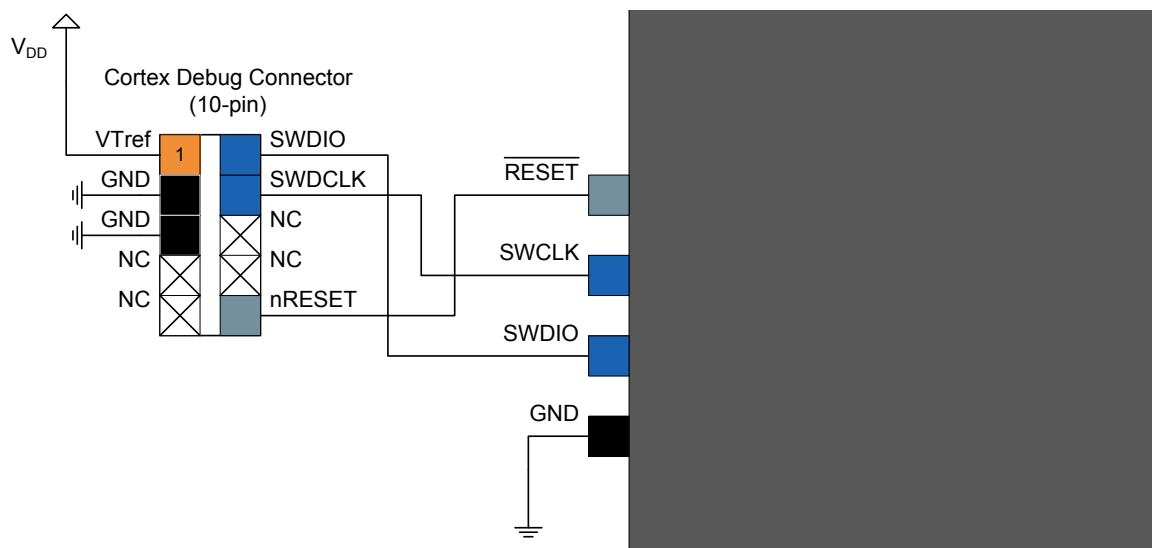 VDD
Cortex Debug Connector
(10-pin)
VTref
1
SWDIO
GND
SWDCLK
GND
NC
NC
NC
NC
nRESET
RESET
SWCLK
SWDIO
GND